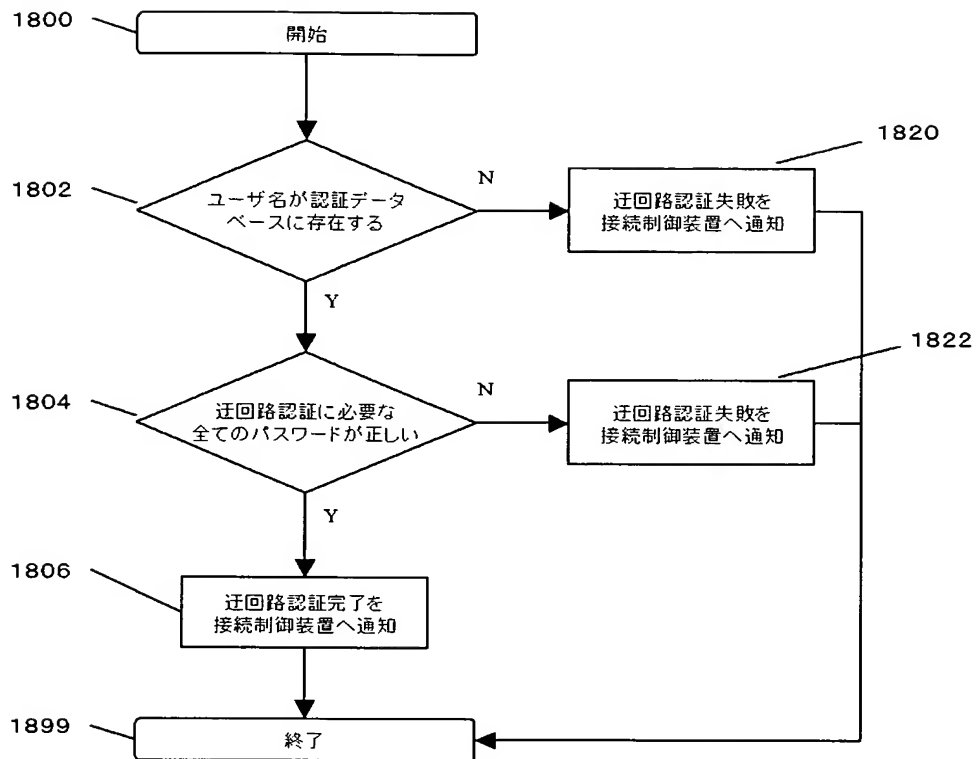 1800
開始
1820
1802
ユーザ名が認証データ
ベースに存在する
N
迂回路認証失敗を
接続制御装置へ通知
Y
1822
1804
迂回路認証に必要な
全てのパスワードが正しい
N
迂回路認証失敗を
接続制御装置へ通知
Y
1806
迂回路認証完了を
接続制御装置へ通知
1899
終了